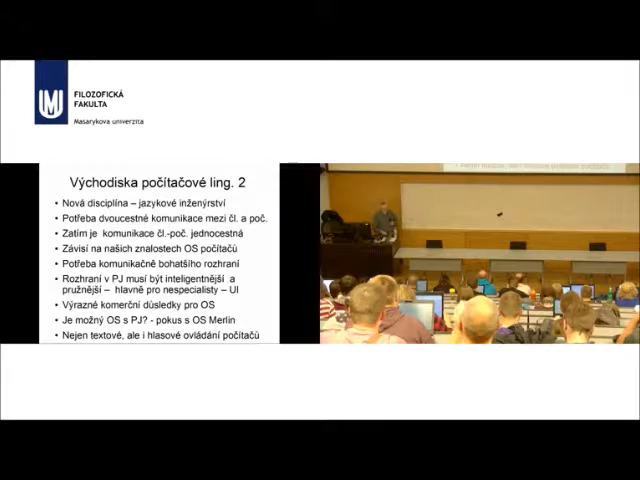 FILOZOFICKÁ
FAKULTA
Masarykova univerzita
Východiska počítačové ling. 2
• Nová disciplína – jazykové inženýrství
• Potřeba dvoucestné komunikace mezi čl. a poč.
• Zatím je komunikace čl.-poč. jednocestná
• Závisí na našich znalostech OS počítačů
• Potřeba komunikačně bohatšího rozhraní
• Rozhraní v PJ musí být inteligentnější a
pružnější – hlavně pro nespecialisty – UI
• Výrazné komerční důsledky pro OS
• Je možný OS s PJ? - pokus s OS Merlin
• Nejen textové, ale i hlasové ovládání počítačů